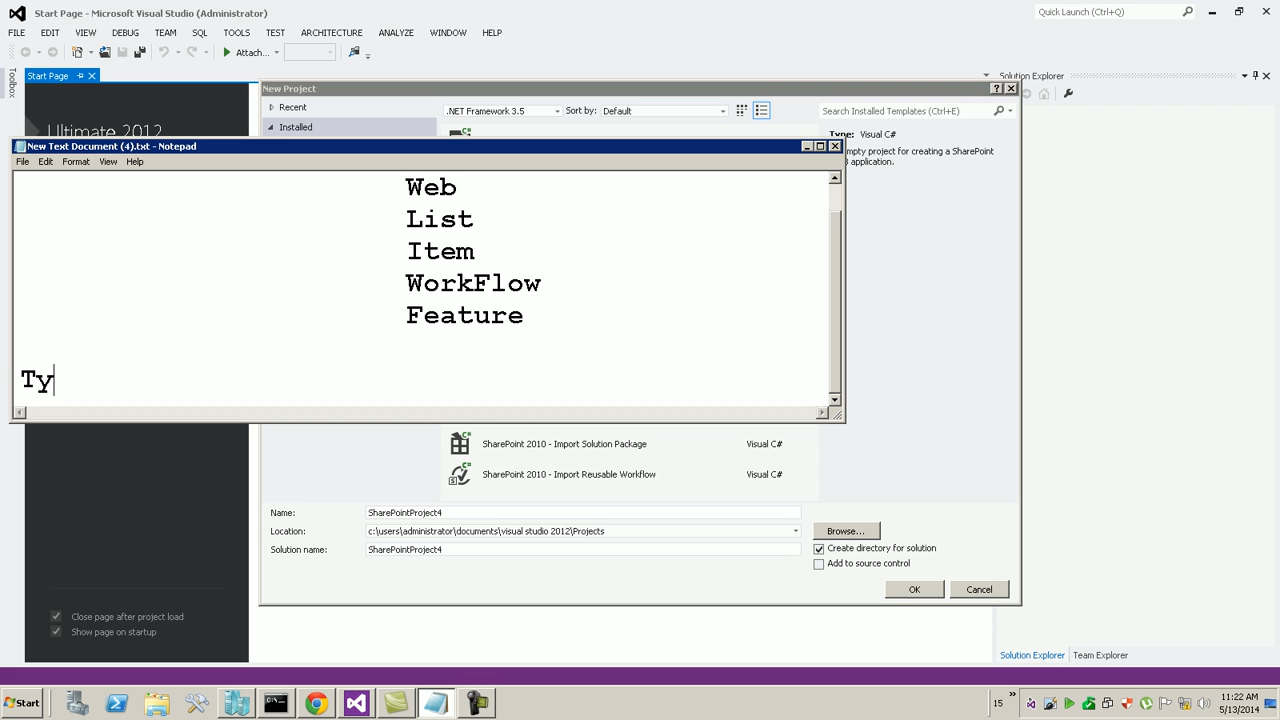 Start Page - Microsoft Visual Studio (Administrator)
Quick Launch (Ctrl+Q)
FILE EDIT VIEW DEBUG TEAM SQL TOOLS TEST ARCHITECTURE ANALYZE WINDOW HELP
Attach...
Toolbox
Start Page
Solution Explorer
New Project
Recent
.NET Framework 3.5
Sort by: Default
Search Installed Templates (Ctrl+E)
Installed
Ultimate 2012
Type: Visual C#
mpty project for creating a SharePoint
application.
New Text Document (4).txt - Notepad
File Edit Format View Help
Web
List
Item
WorkFlow
Feature
Ty
SharePoint 2010 - Import Solution Package Visual C#
SharePoint 2010 - Import Reusable Workflow Visual C#
Name: SharePointProject4
Location: c:\users\administrator\documents\visual studio 2012\Projects
Browse...
Solution name: SharePointProject4
Create directory for solution
Add to source control
OK Cancel
Close page after project load
Show page on startup
Solution Explorer Team Explorer
Start
15
11:22 AM
5/13/2014